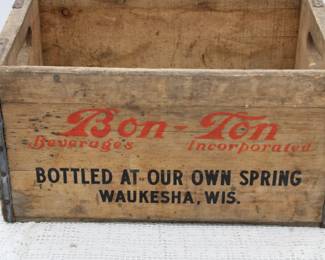 Bon-Ton
Beverages Incorporated
BOTTLED AT OUR OWN SPRING
WAUKESHA, WIS.